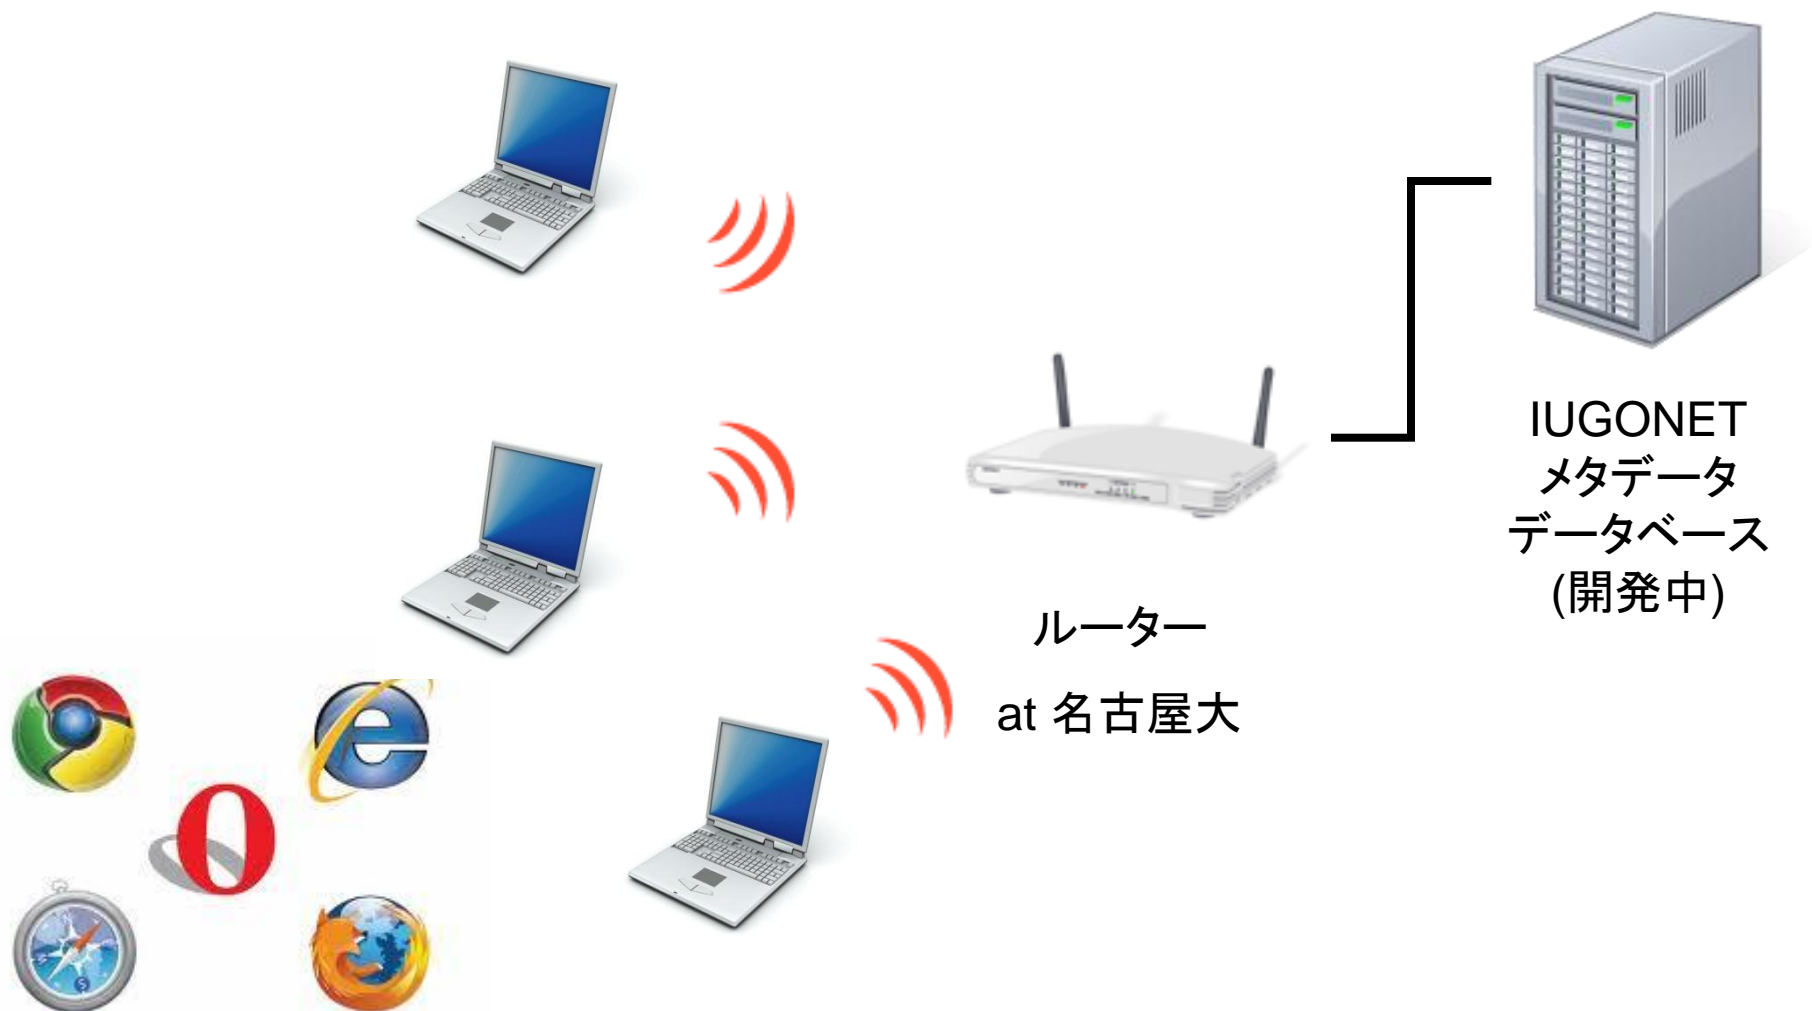 IUGONET
メタデータ
データベース
(開発中)
ルーター
at 名古屋大